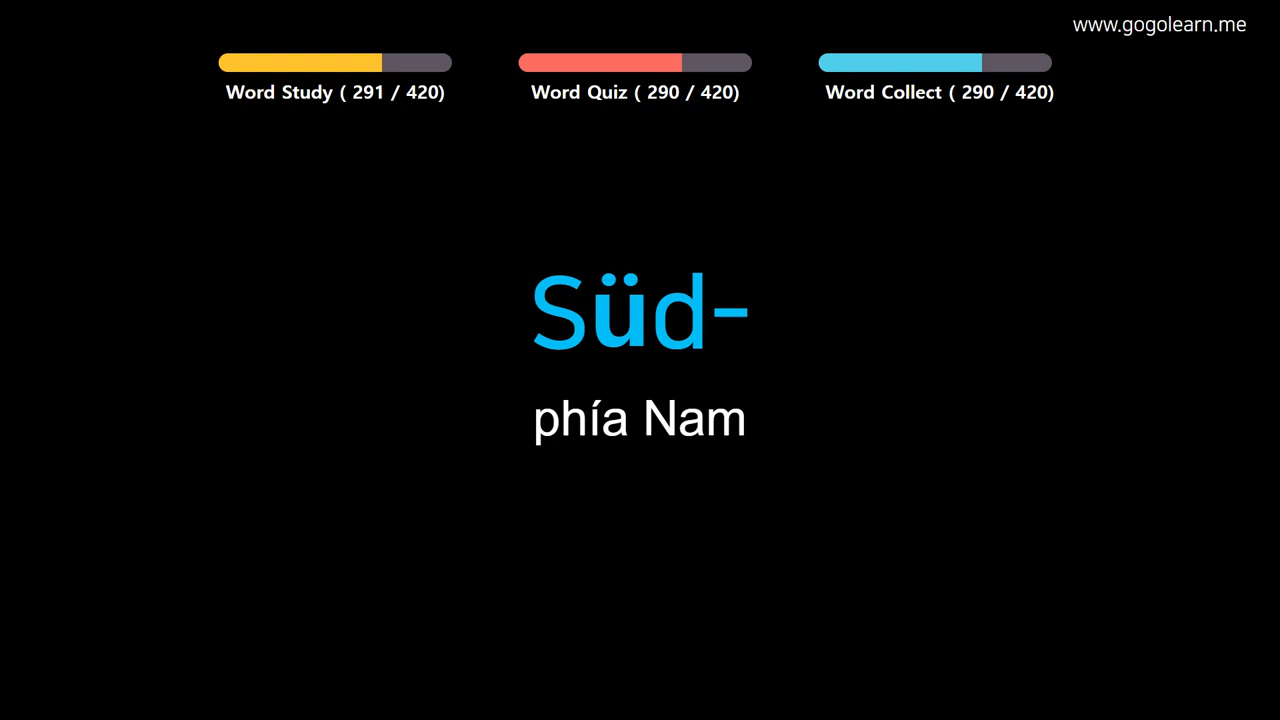 www.gogolearn.me
Word Study ( 291 / 420)
Word Quiz ( 290 / 420)
Word Collect ( 290 / 420)
Süd-
phía Nam